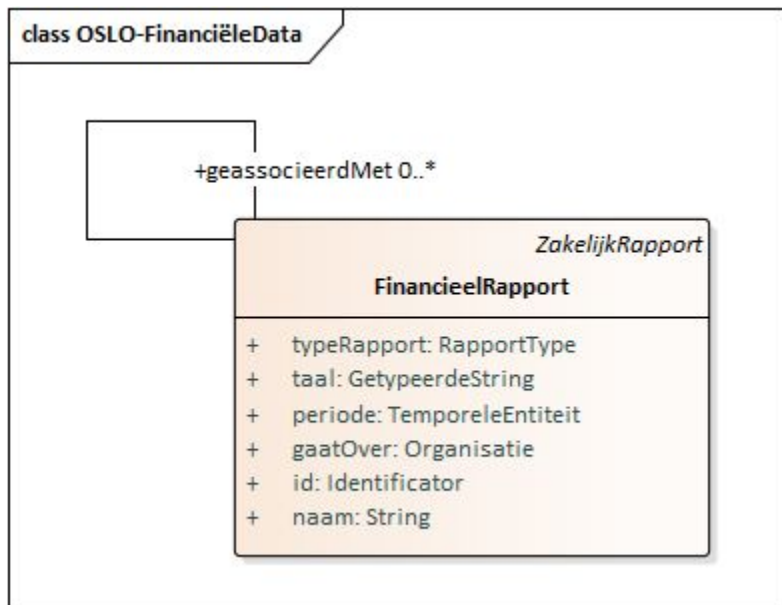 class OSLO-FinanciëleData
+geassocieerdMet 0..*
ZakelijkRapport
FinancieelRapport
+ typeRapport: RapportType
+ taal: GetypeerdeString
+ periode: TemporeleEntiteit
+ gaatOver: Organisatie
+ id: Identificator
+ naam: String